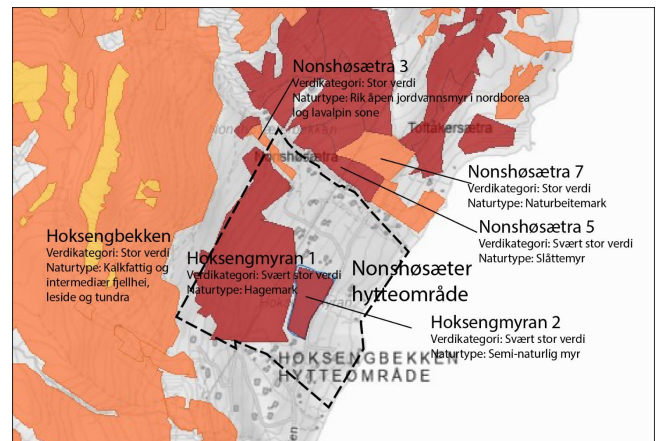 Nonshøsætra 3
Verdikategori: Stor verdi
Naturtype: Rik åpen jordvannsmyr i nordborea
log lavalpin sone
Toftåkersætra
Nonshøsætra
Nonshøsætra 7
Verdikategori: Stor verdi
Naturtype: Naturbeitemark
Nonshøsætra 5
Verdikategori: Svært stor verdi
Naturtype: Slåttemyr
Hoksengbekken
Verdikategori: Stor verdi
Naturtype: Kalkfattig og
intermediær fjellhei,
leside og tundra
Hoksengmyran 1
Verdikategori: Svært stor verdi
Naturtype: Hagemark
Nonshøsæter
hytteområde
Hoksengmyran 2
Verdikategori: Svært stor verdi
Naturtype: Semi-naturlig myr
HOKSENGBEKKEN
HYTTEOMRÅDE